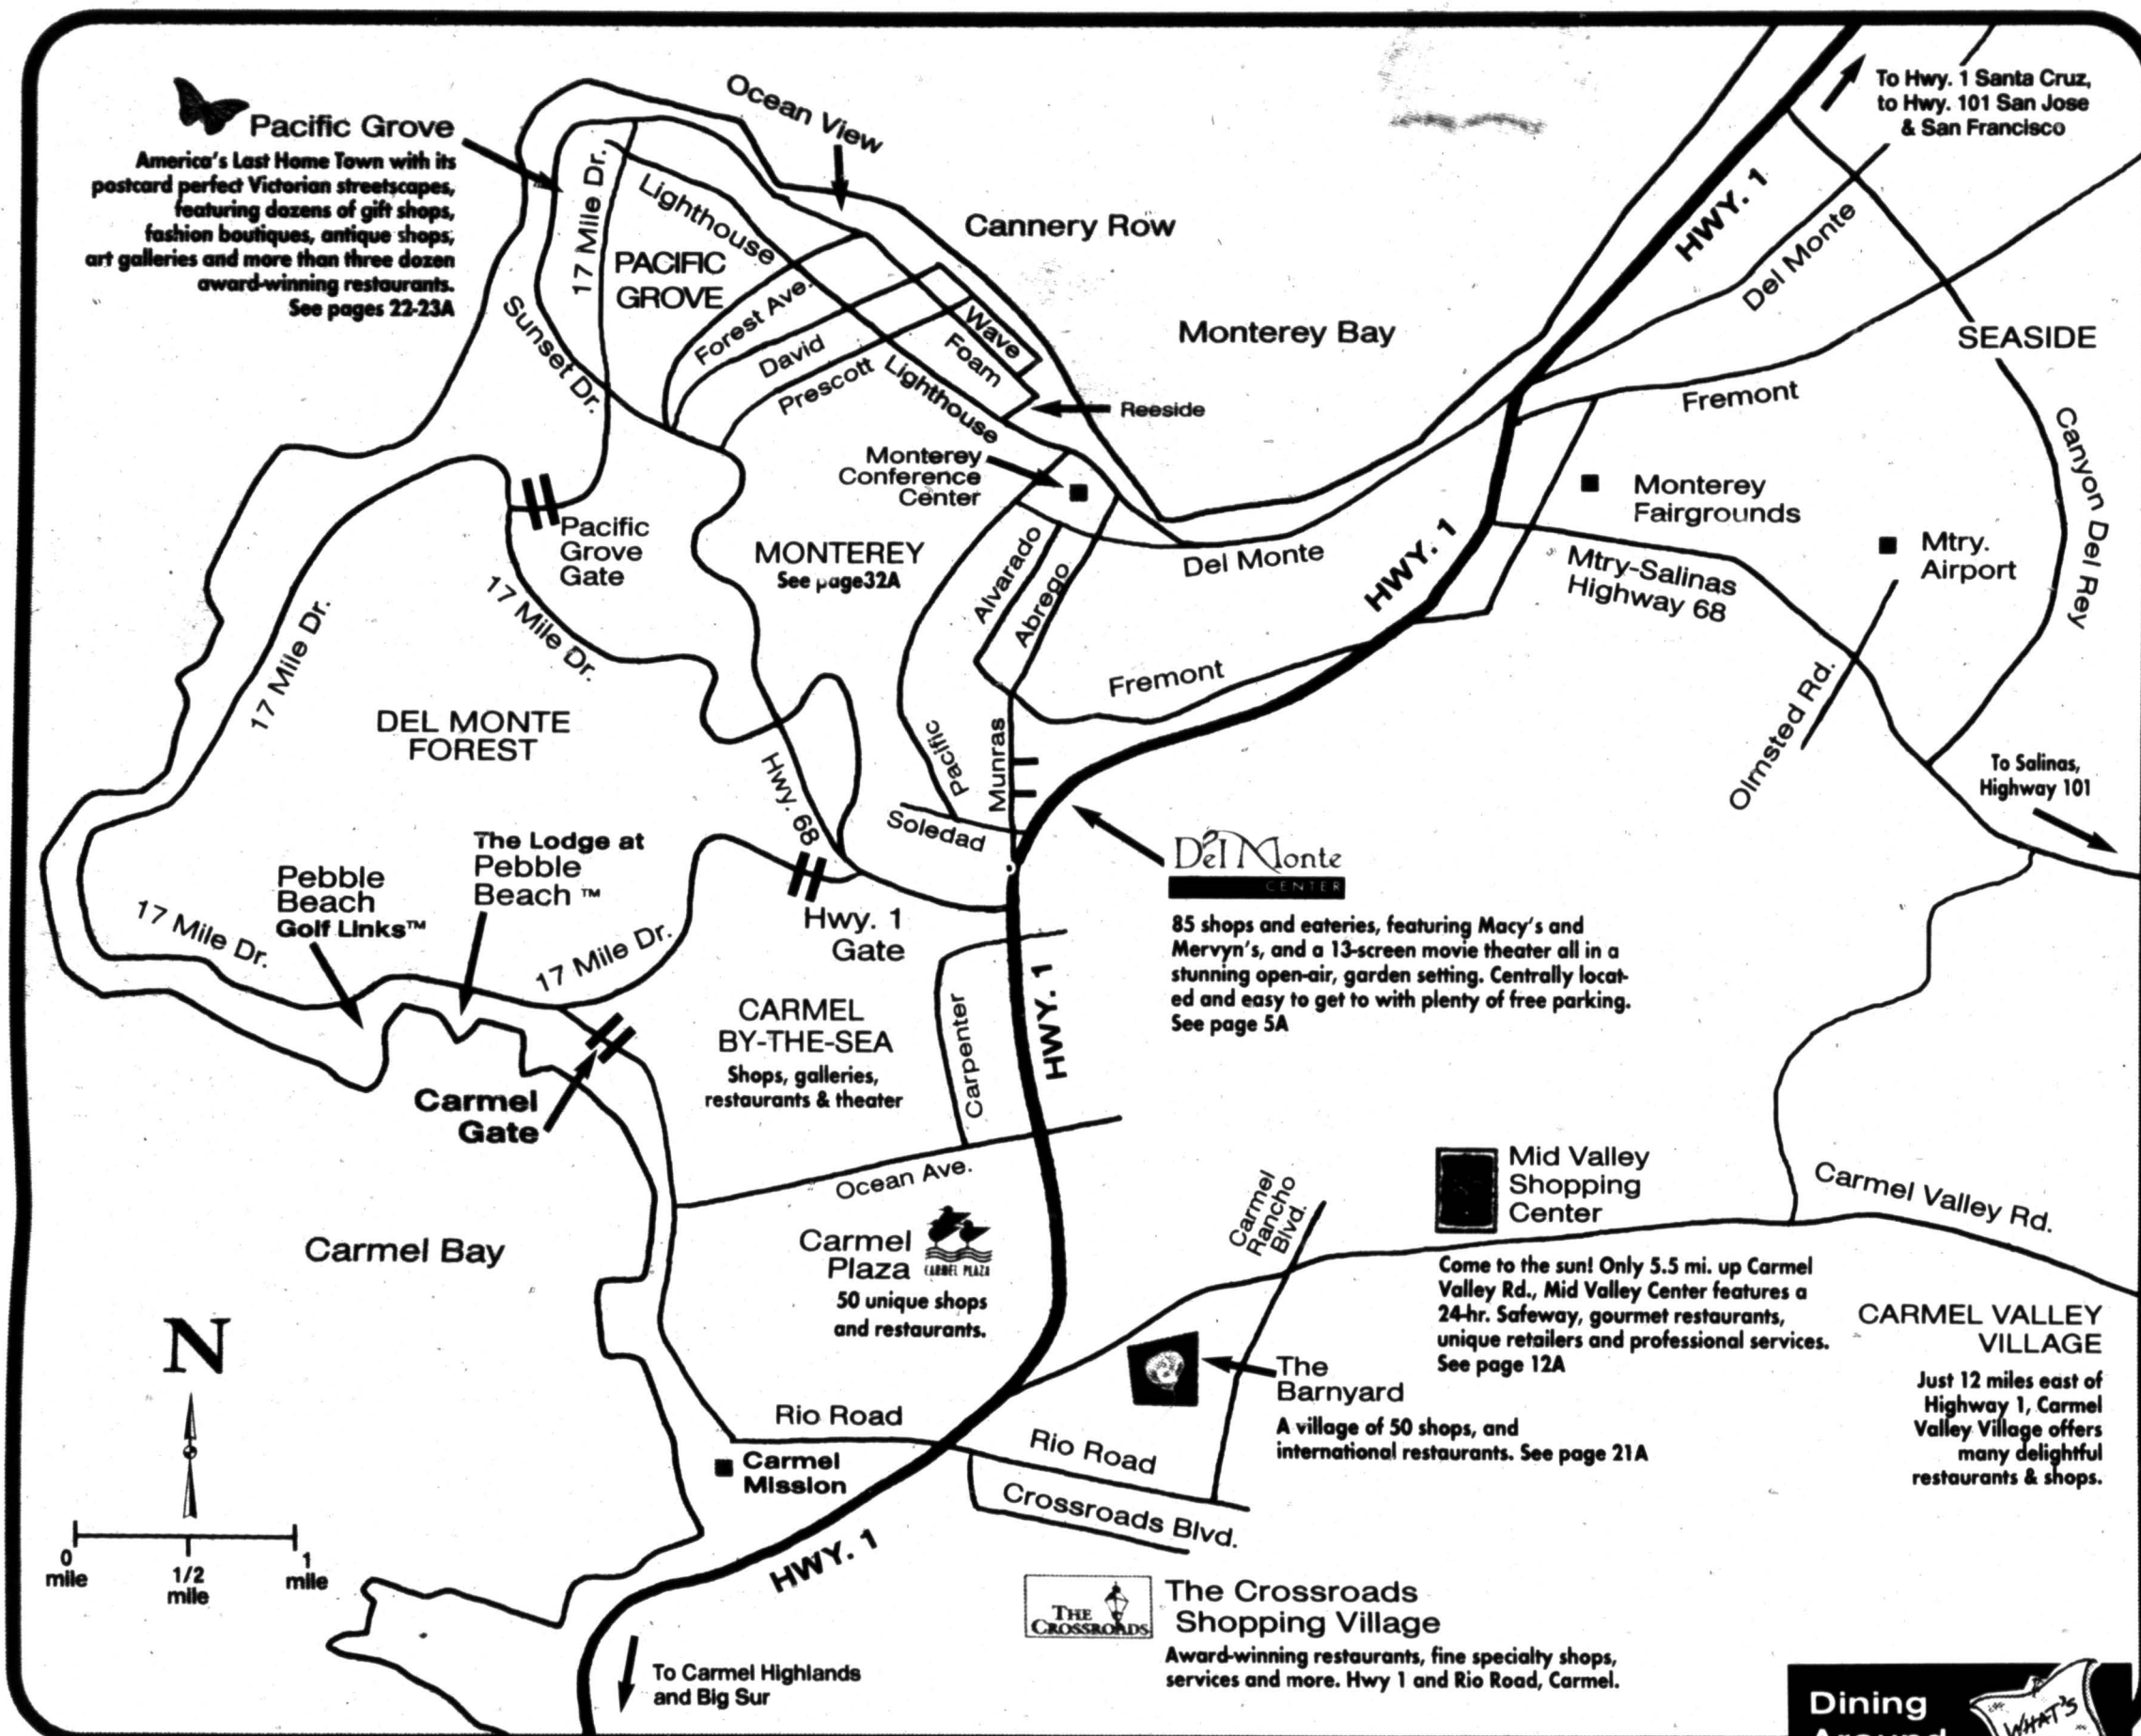 Pacific Grove
America's Last Home Town with its
postcard perfect Victorian streetscapes,
featuring dozens of gift shops,
fashion boutiques, antique shops,
art galleries and more than three dozen
award-winning restaurants.
See pages 22-23A
Ocean View
Cannery Row
Monterey Bay
To Hwy. 1 Santa Cruz,
to Hwy. 101 San Jose
& San Francisco
HWY. 1
Del Monte
SEASIDE
Fremont
Canyon Del Rey
17 Mile Dr.
Lighthouse
PACIFIC
GROVE
Sunset Dr.
Forest Ave.
David
Prescott
Lighthouse
Wave
Foam
Reeside
Monterey
Conference
Center
Monterey
Fairgrounds
Mtry.
Airport
Pacific
Grove
Gate
MONTEREY
See page32A
Alvarado
Abrego
Del Monte
HWY. 1
Mtry-Salinas
Highway 68
17 Mile Dr.
17 Mile Dr.
DEL MONTE
FOREST
Fremont
Olmsted Rd.
Pacific
Munras
Hwy. 68
Soledad
To Salinas,
Highway 101
Del Monte
CENTER
85 shops and eateries, featuring Macy's and
Mervyn's, and a 13-screen movie theater all in a
stunning open-air, garden setting. Centrally locat-
ed and easy to get to with plenty of free parking.
See page 5A
The Lodge at
Pebble
Beach ™
Pebble
Beach
Golf Links™
17 Mile Dr.
17 Mile Dr.
Hwy. 1
Gate
CARMEL
BY-THE-SEA
Shops, galleries,
restaurants & theater
Carpenter
HWY. 1
Carmel
Gate
Ocean Ave.
Carmel Bay
Carmel
Plaza
CARMEL PLAZA
50 unique shops
and restaurants.
Carmel
Rancho
Blvd.
Mid Valley
Shopping
Center
Carmel Valley Rd.
Come to the sun! Only 5.5 mi. up Carmel
Valley Rd., Mid Valley Center features a
24-hr. Safeway, gourmet restaurants,
unique retailers and professional services.
See page 12A
CARMEL VALLEY
VILLAGE
Just 12 miles east of
Highway 1, Carmel
Valley Village offers
many delightful
restaurants & shops.
The
Barnyard
A village of 50 shops, and
international restaurants. See page 21A
N
Rio Road
Rio Road
Carmel
Mission
Crossroads Blvd.
HWY. 1
0
mile
1/2
mile
1
mile
THE
CROSSROADS
The Crossroads
Shopping Village
Award-winning restaurants, fine specialty shops,
services and more. Hwy 1 and Rio Road, Carmel.
To Carmel Highlands
and Big Sur
Dining
Around
WHAT'S